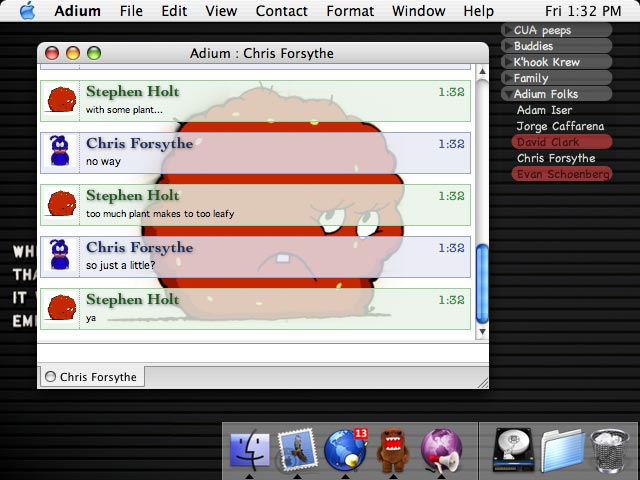 Adium File Edit View Contact Format Window Help Fri 1:32 PM
Adium : Chris Forsythe
Stephen Holt 1:32
with some plant...
Chris Forsythe 1:32
no way
Stephen Holt 1:32
too much plant makes to too leafy
Chris Forsythe 1:32
so just a little?
Stephen Holt 1:32
ya
Chris Forsythe
CUA peeps
Buddies
K'hook Krew
Family
Adium Folks
Adam Iser
Jorge Caffarena
David Clark
Chris Forsythe
Evan Schoenberg
IT
13